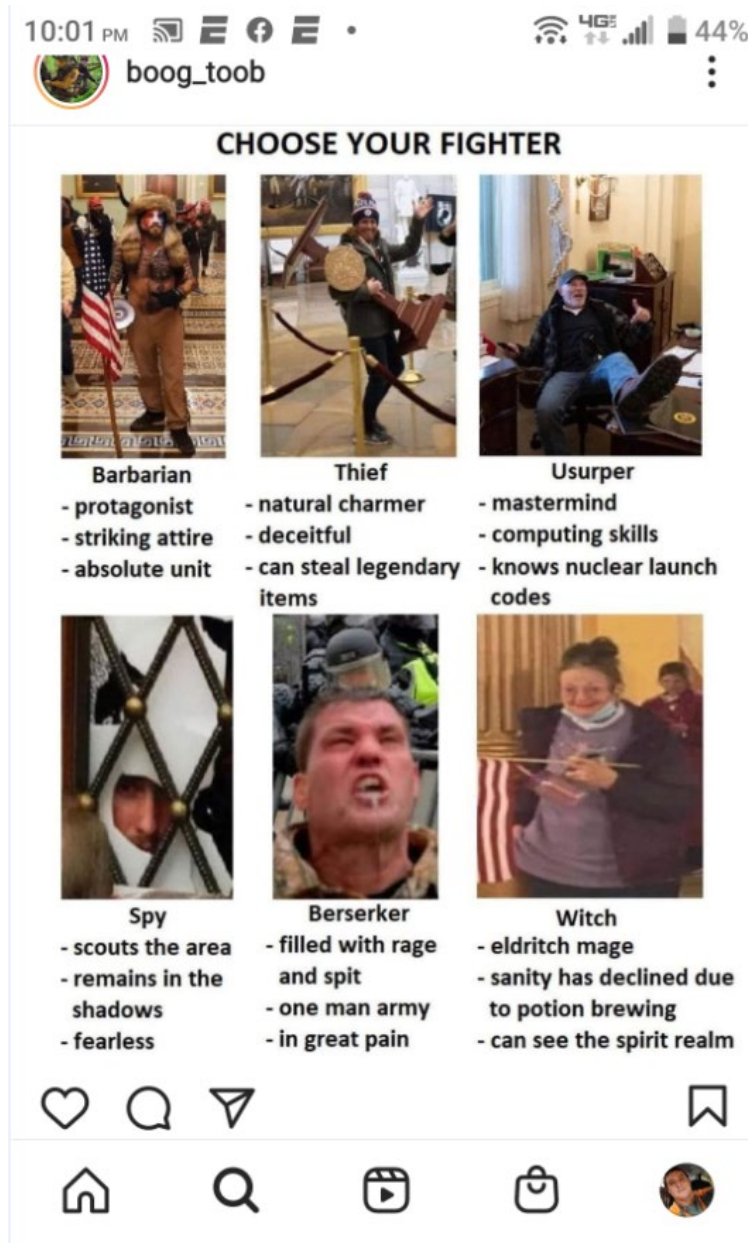 10:01 PM
4GE
44%
boog_toob
CHOOSE YOUR FIGHTER
Barbarian
- protagonist
- striking attire
- absolute unit
Thief
- natural charmer
- deceitful
- can steal legendary
items
Usurper
- mastermind
- computing skills
- knows nuclear launch
codes
Spy
- scouts the area
- remains in the
shadows
- fearless
Berserker
- filled with rage
and spit
- one man army
- in great pain
Witch
- eldritch mage
- sanity has declined due
to potion brewing
- can see the spirit realm